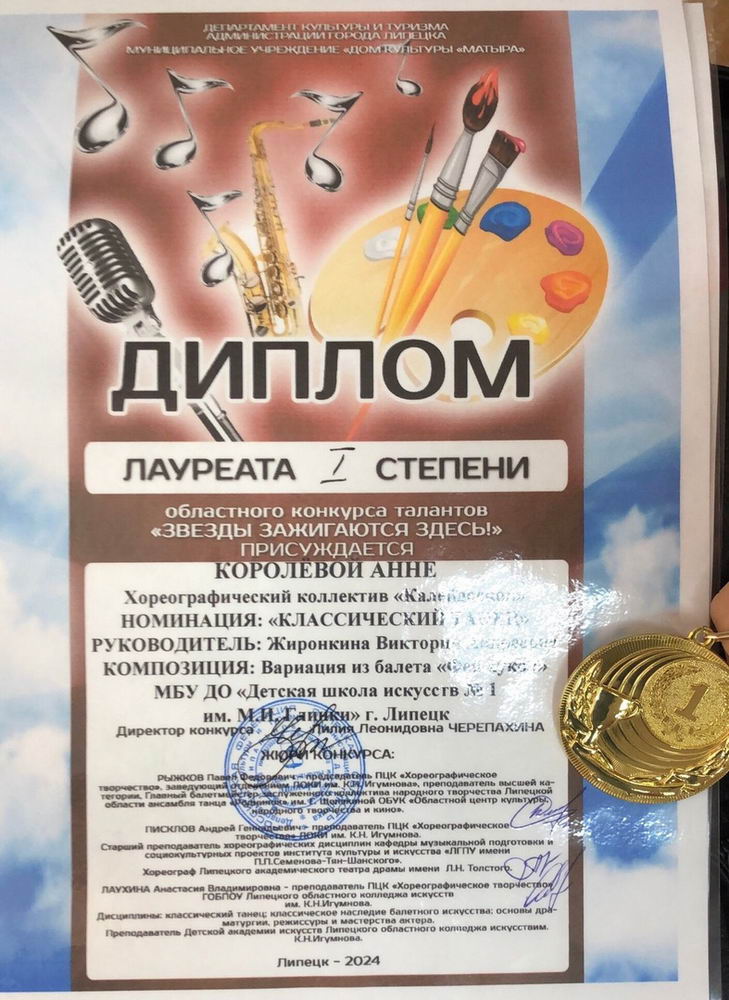 ДЕПАРТАМЕНТ КУЛЬТУРЫ И ТУРИЗМА
АДМИНИСТРАЦИИ ГОРОДА ЛИПЕЦКА
МУНИЦИПАЛЬНОЕ УЧРЕЖДЕНИЕ «ДОМ КУЛЬТУРЫ «МАТЫРА»
ДИПЛОМ
ЛАУРЕАТА I СТЕПЕНИ
областного конкурса талантов
«ЗВЕЗДЫ ЗАЖИГАЮТСЯ ЗДЕСЬ!»
ПРИСУЖДАЕТСЯ
КОРОЛЕВОЙ АННЕ
Хореографический коллектив
НОМИНАЦИЯ: «КЛАССИЧЕСКИЙ ТАНЕЦ»
РУКОВОДИТЕЛЬ: Жиронкина
КОМПОЗИЦИЯ: Вариация из балета
МБУ ДО «Детская школа искусств № 1
им. М.И. Глинки» г. Липецк
Директор конкурса Лилия Леонидовна ЧЕРЕПАХИНА
ЖЮРИ КОНКУРСА:
РЫЖКОВ Павел Федорович - председатель ПЦК «Хореографическое
творчество», заведующий отделением ЛОКИ им. К.Н. Игумнова», преподаватель высшей ка-
тегории, Главный балетмейстер заслуженного коллектива народного творчества Липецкой
области ансамбля танца им. ОБУК «Областной центр культуры,
народного творчества и кино».
ПИСКЛОВ Андрей Геннадьевич - преподаватель ПЦК «Хореографическое
творчество» ЛОКИ им. К.Н. Игумнова.
Старший преподаватель хореографических дисциплин кафедры музыкальной подготовки и
социокультурных проектов института культуры и искусства «ЛГПУ имени
П.П.Семенова-Тян-Шанского».
Хореограф Липецкого академического театра драмы имени Л.Н. Толстого.
ЛАУХИНА Анастасия Владимировна - преподаватель ПЦК «Хореографическое творчество»
ГОБПОУ Липецкого областного колледжа искусств
им. К.Н.Игумнова.
Дисциплины: классический танец; классическое наследие балетного искусства; основы дра-
матургии, режиссуры и мастерства актера.
Преподаватель Детской академии искусств Липецкого областного колледжа искусствим.
К.Н.Игумнова.
Липецк - 2024
1